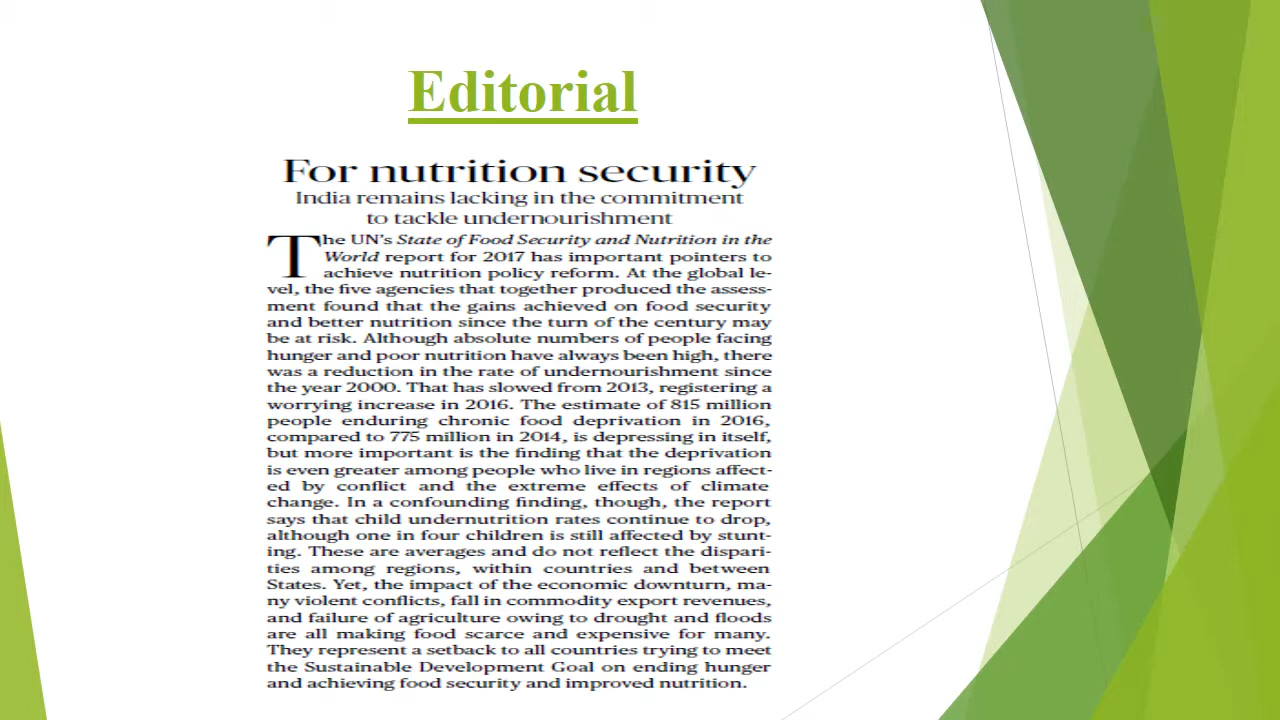 Editorial
For nutrition security
India remains lacking in the commitment
to tackle undernourishment
The UN's State of Food Security and Nutrition in the
World report for 2017 has important pointers to
achieve nutrition policy reform. At the global le-
vel, the five agencies that together produced the assess-
ment found that the gains achieved on food security
and better nutrition since the turn of the century may
be at risk. Although absolute numbers of people facing
hunger and poor nutrition have always been high, there
was a reduction in the rate of undernourishment since
the year 2000. That has slowed from 2013, registering a
worrying increase in 2016. The estimate of 815 million
people enduring chronic food deprivation in 2016,
compared to 775 million in 2014, is depressing in itself,
but more important is the finding that the deprivation
is even greater among people who live in regions affect-
ed by conflict and the extreme effects of climate
change. In a confounding finding, though, the report
says that child undernutrition rates continue to drop,
although one in four children is still affected by stunt-
ing. These are averages and do not reflect the dispari-
ties among regions, within countries and between
States. Yet, the impact of the economic downturn, ma-
ny violent conflicts, fall in commodity export revenues,
and failure of agriculture owing to drought and floods
are all making food scarce and expensive for many.
They represent a setback to all countries trying to meet
the Sustainable Development Goal on ending hunger
and achieving food security and improved nutrition.